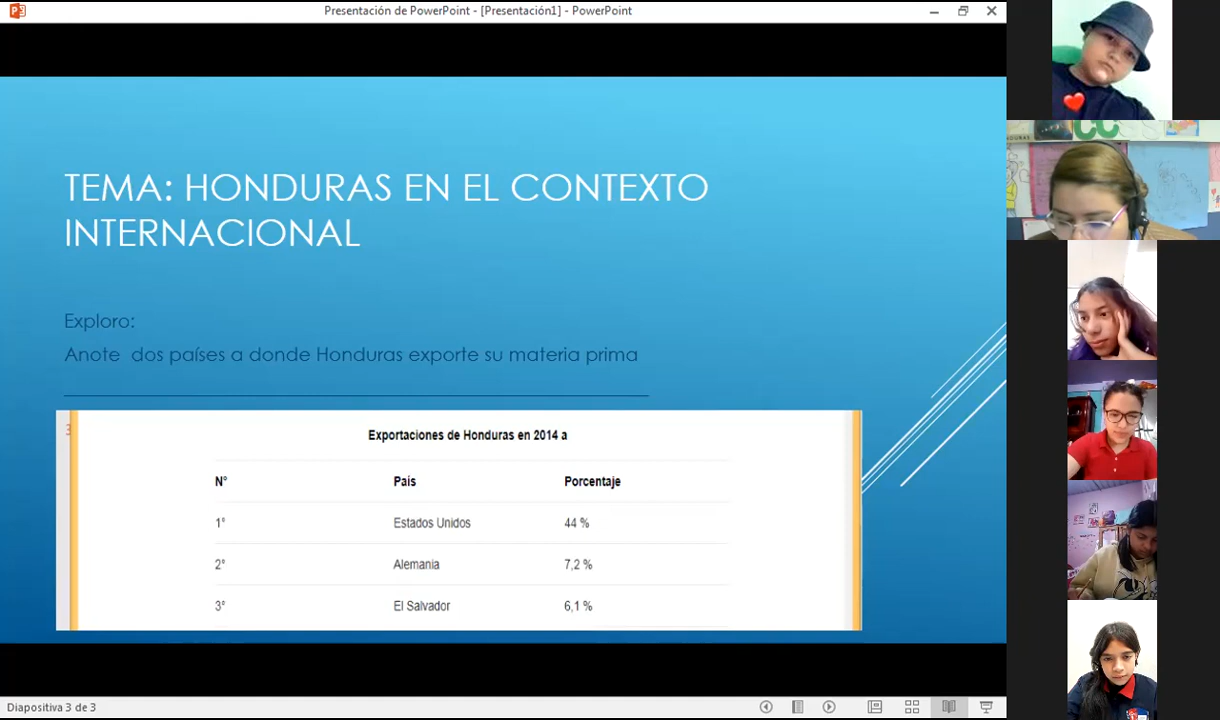 Presentación de PowerPoint - [Presentación1] - PowerPoint
TEMA: HONDURAS EN EL CONTEXTO
INTERNACIONAL
Exploro:
Anote dos países a donde Honduras exporte su materia prima
3
Exportaciones de Honduras en 2014 a
N° País Porcentaje
1° Estados Unidos 44 %
2° Alemania 7,2 %
3° El Salvador 6,1 %
Diapositiva 3 de 3